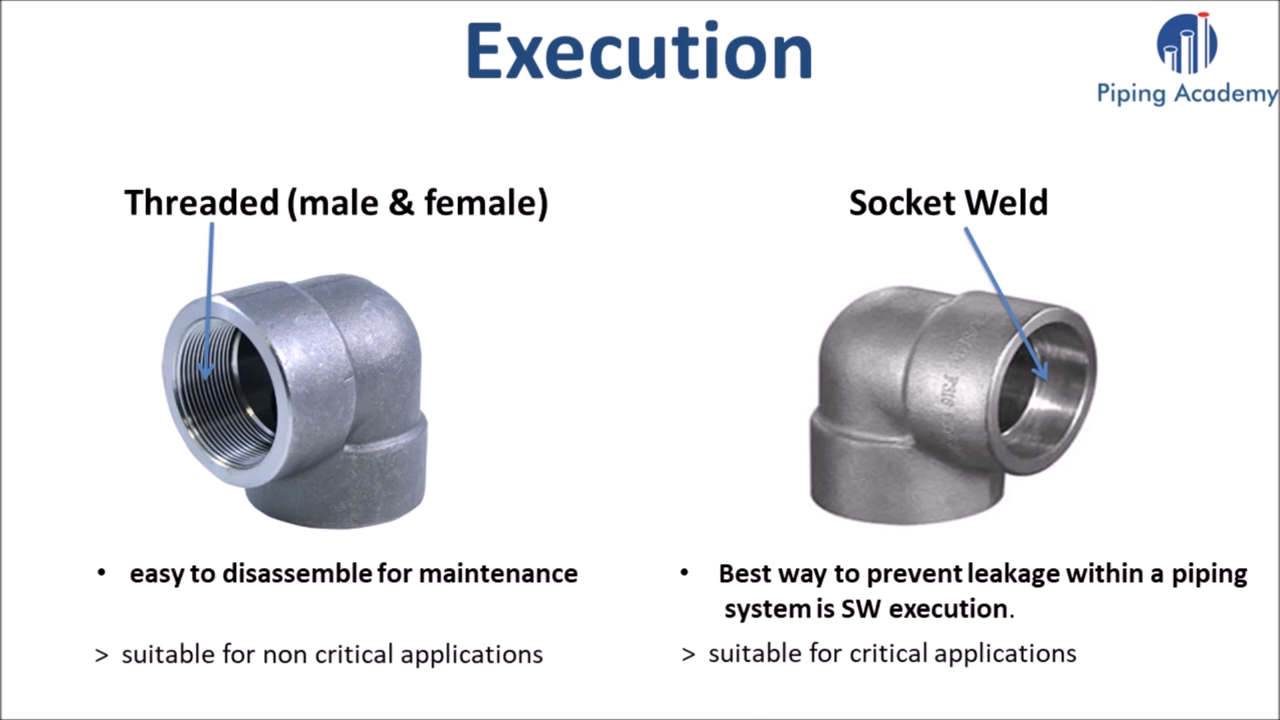 Execution
Piping Academy
Threaded (male & female)
Socket Weld
• easy to disassemble for maintenance
• Best way to prevent leakage within a piping
system is SW execution.
> suitable for non critical applications
> suitable for critical applications